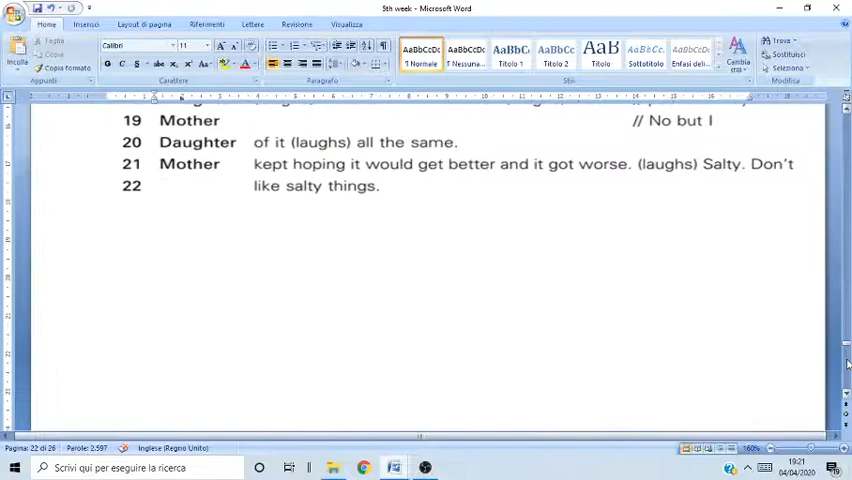 5th week - Microsoft Word
Home Inserisci Layout di pagina Riferimenti Lettere Revisione Visualizza
Incolla
Taglia
Copia
Copia formato
Calibri 11
AaBbCcDc AaBbCcDc AaBbC AaBbCc AaB AaBbCc. AaBbCcDc
¶ Normale ¶ Nessuna... Titolo 1 Titolo 2 Titolo Sottotitolo Enfasi deli...
Cambia stili
Trova
Sostituisci
Seleziona
Appunti Carattere Paragrafo Stili Modifica
19 Mother // No but I
20 Daughter of it (laughs) all the same.
21 Mother kept hoping it would get better and it got worse. (laughs) Salty. Don't
22 like salty things.
Pagina: 22 di 26 Parole: 2.597 Inglese (Regno Unito) 160%
Scrivi qui per eseguire la ricerca
19:21
04/04/2020